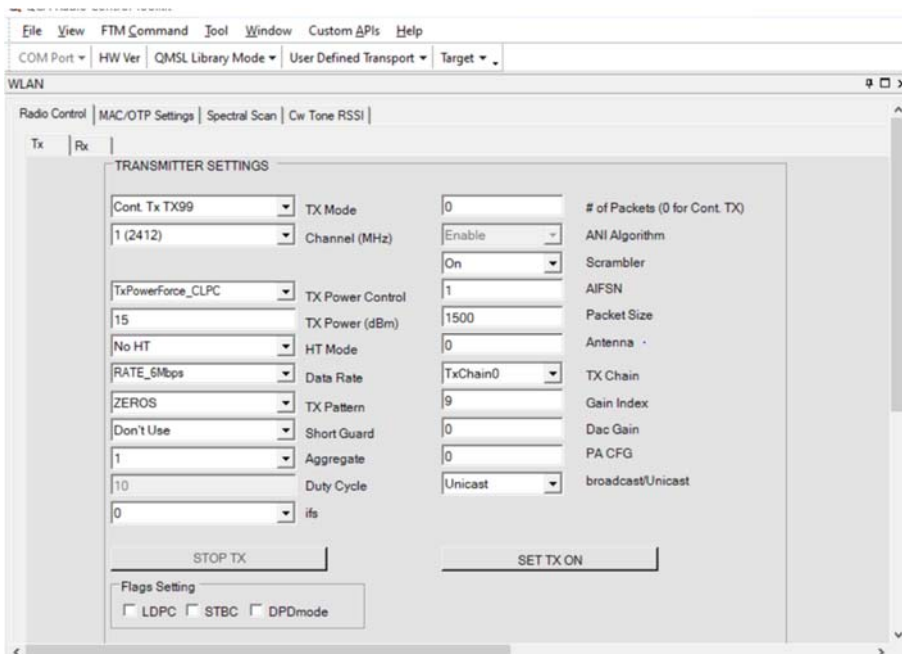 File View FTM Command Tool Window Custom APIs Help
COM Port HW Ver QMSL Library Mode User Defined Transport Target
WLAN
Radio Control MAC/OTP Settings Spectral Scan Cw Tone RSSI
Tx Rx
TRANSMITTER SETTINGS
Cont. Tx TX99 TX Mode 0 # of Packets (0 for Cont. TX)
1 (2412) Channel (MHz) Enable ANI Algorithm
On Scrambler
TxPowerForce_CLPC TX Power Control 1 AIFSN
15 TX Power (dBm) 1500 Packet Size
No HT HT Mode 0 Antenna
RATE_6Mbps Data Rate TxChain0 TX Chain
ZEROS TX Pattern 9 Gain Index
Don't Use Short Guard 0 Dac Gain
1 Aggregate 0 PA CFG
10 Duty Cycle Unicast broadcast/Unicast
0 ifs
STOP TX SET TX ON
Flags Setting
LDPC STBC DPDmode